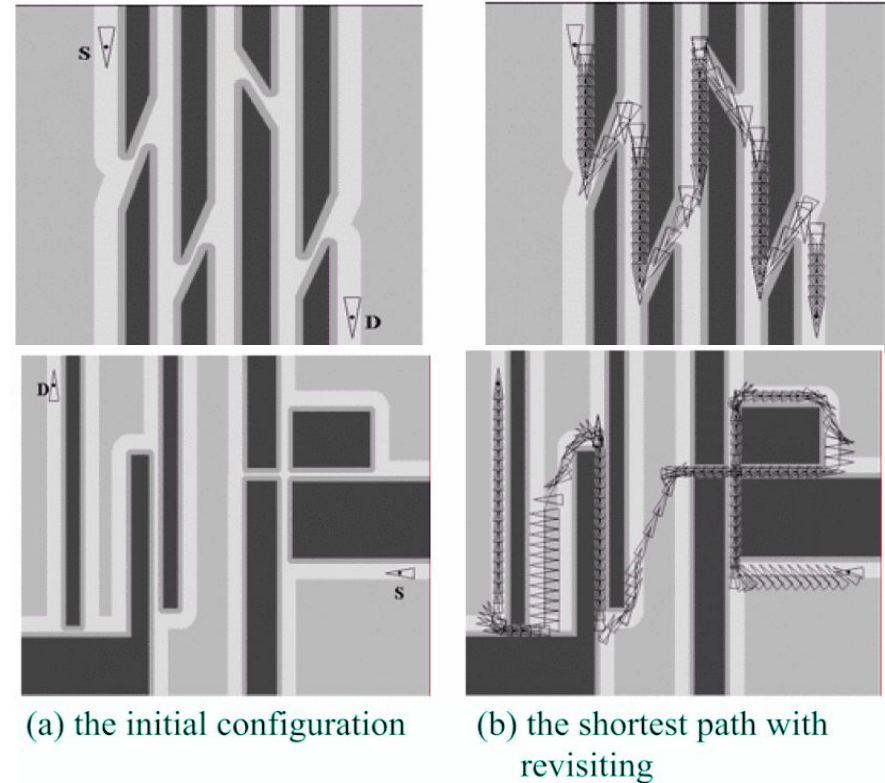 S
D
D
S
(a) the initial configuration
(b) the shortest path with
revisiting